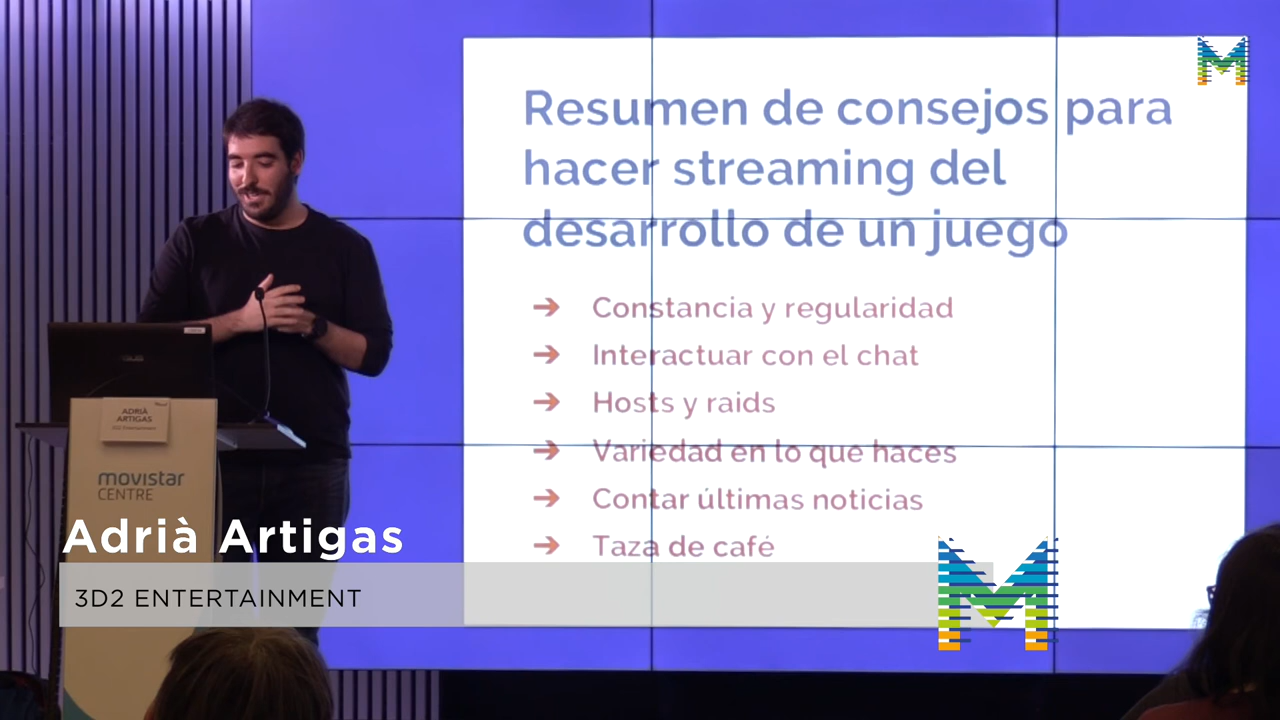 Resumen de consejos para
hacer streaming del
desarrollo de un juego
➔ Constancia y regularidad
➔ Interactuar con el chat
➔ Hosts y raids
➔ Variedad en lo que haces
➔ Contar últimas noticias
➔ Taza de café
ADRIÀ
ARTIGAS
3D2 Entertainment
movistar
CENTRE
Adrià Artigas
3D2 ENTERTAINMENT
M
M